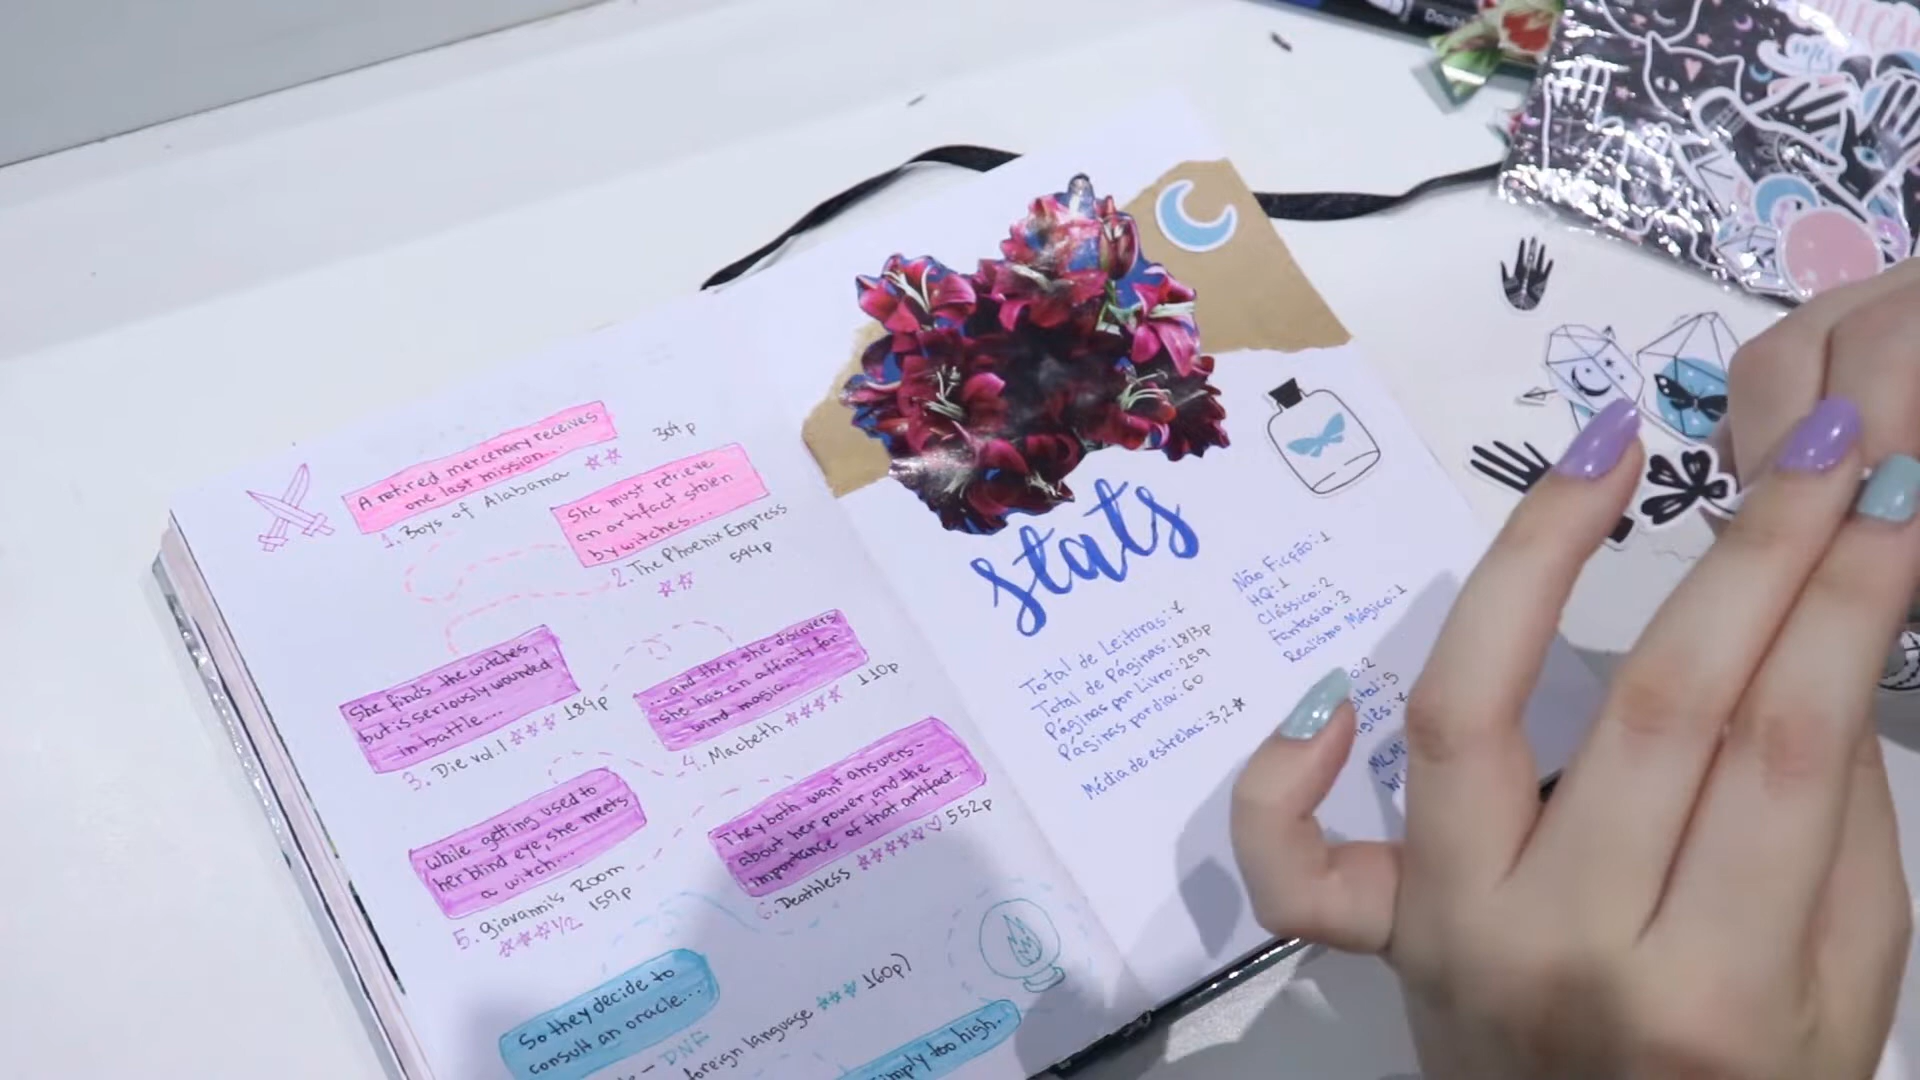 A retired mercenary receives
one last mission...
304p
1. Boys of Alabama
She must retrieve
an artifact stolen
by witches....
2. The Phoenix Empress
594p
She finds the witches,
but is seriously wounded
in battle...
3. Die vol.1
184p
...and then she discovers
she has an affinity for
wind magic.
4. Macbeth
110p
While getting used to
her blind eye, she meets
a witch...
5. Giovanni's Room
1/2 159p
They both want answers-
about her power, and the
importance of that artifact...
6. Deathless
552p
So they decide to
consult an oracle...
- DNF
foreign language
160p)
simply too high.
Stats
Total de Leituras: 7
Total de Páginas: 1813p
Páginas por Livro: 259
Páginas por dia: 60
Média de estrelas: 3,2
Não Ficção: 1
HQ: 1
Clássico: 2
Fantasia: 3
Realismo Mágico: 1